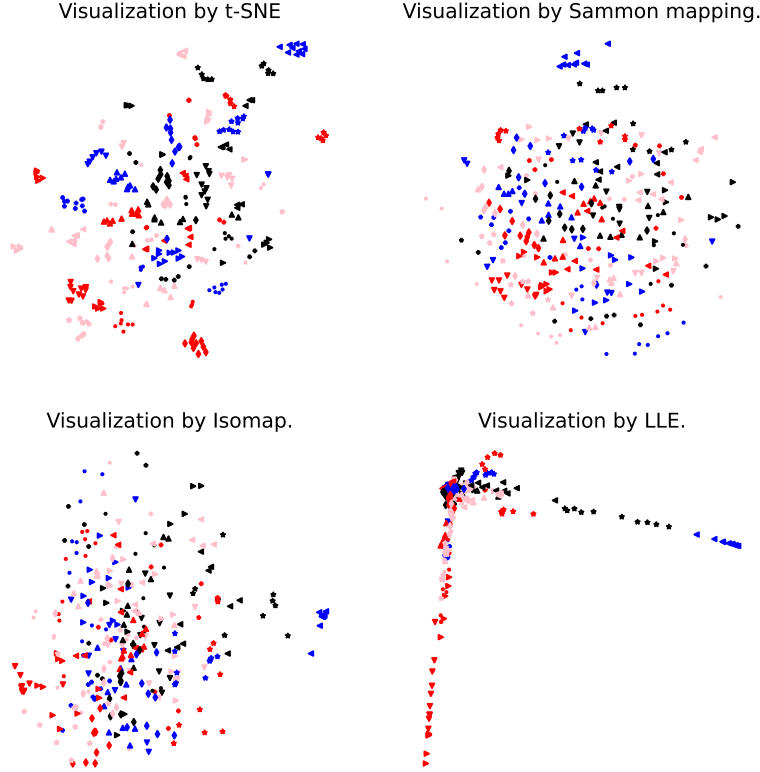 Visualization by t-SNE
Visualization by Sammon mapping.
Visualization by Isomap.
Visualization by LLE.